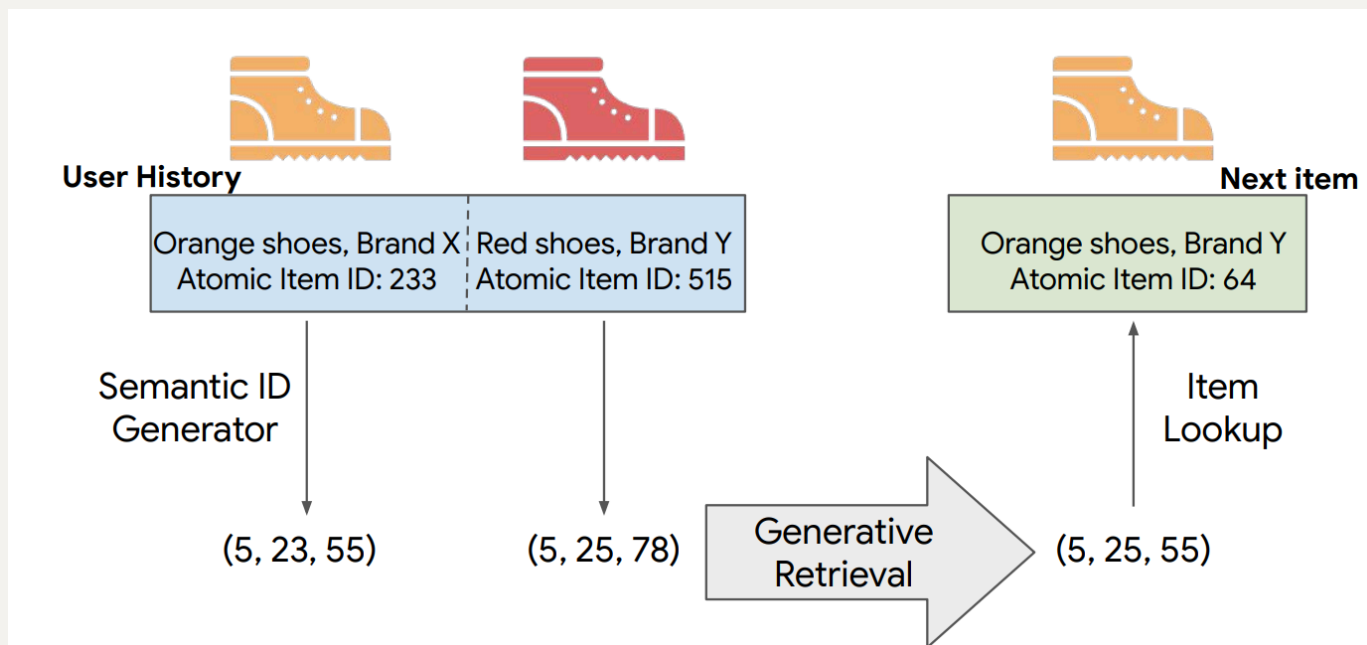 User History
Next item
Orange shoes, Brand X
Atomic Item ID: 233
Red shoes, Brand Y
Atomic Item ID: 515
Orange shoes, Brand Y
Atomic Item ID: 64
Semantic ID
Generator
Item
Lookup
(5, 23, 55)
(5, 25, 78)
Generative
Retrieval
(5, 25, 55)